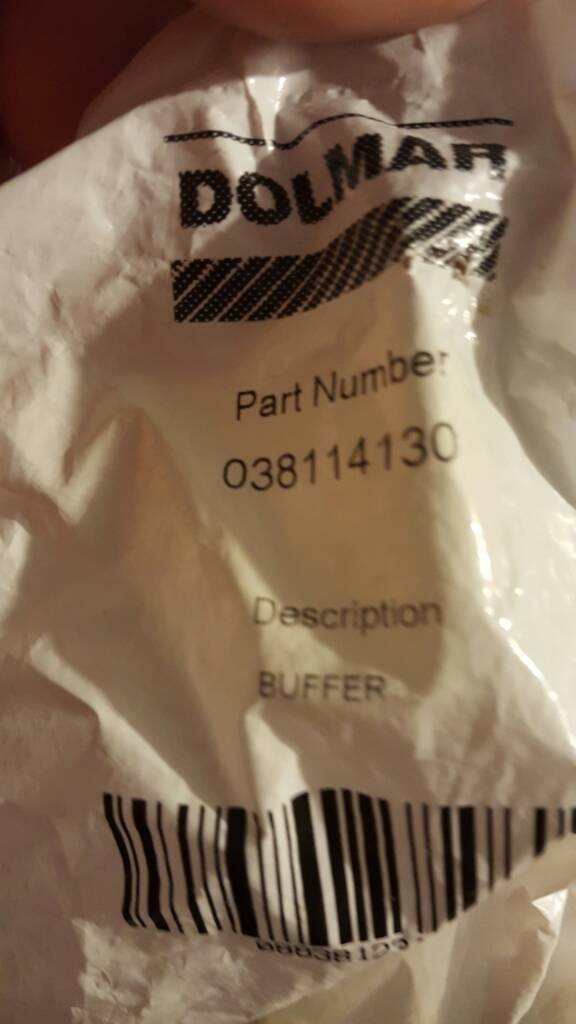 DOLMAR
Part Number
038114130
Description
BUFFER